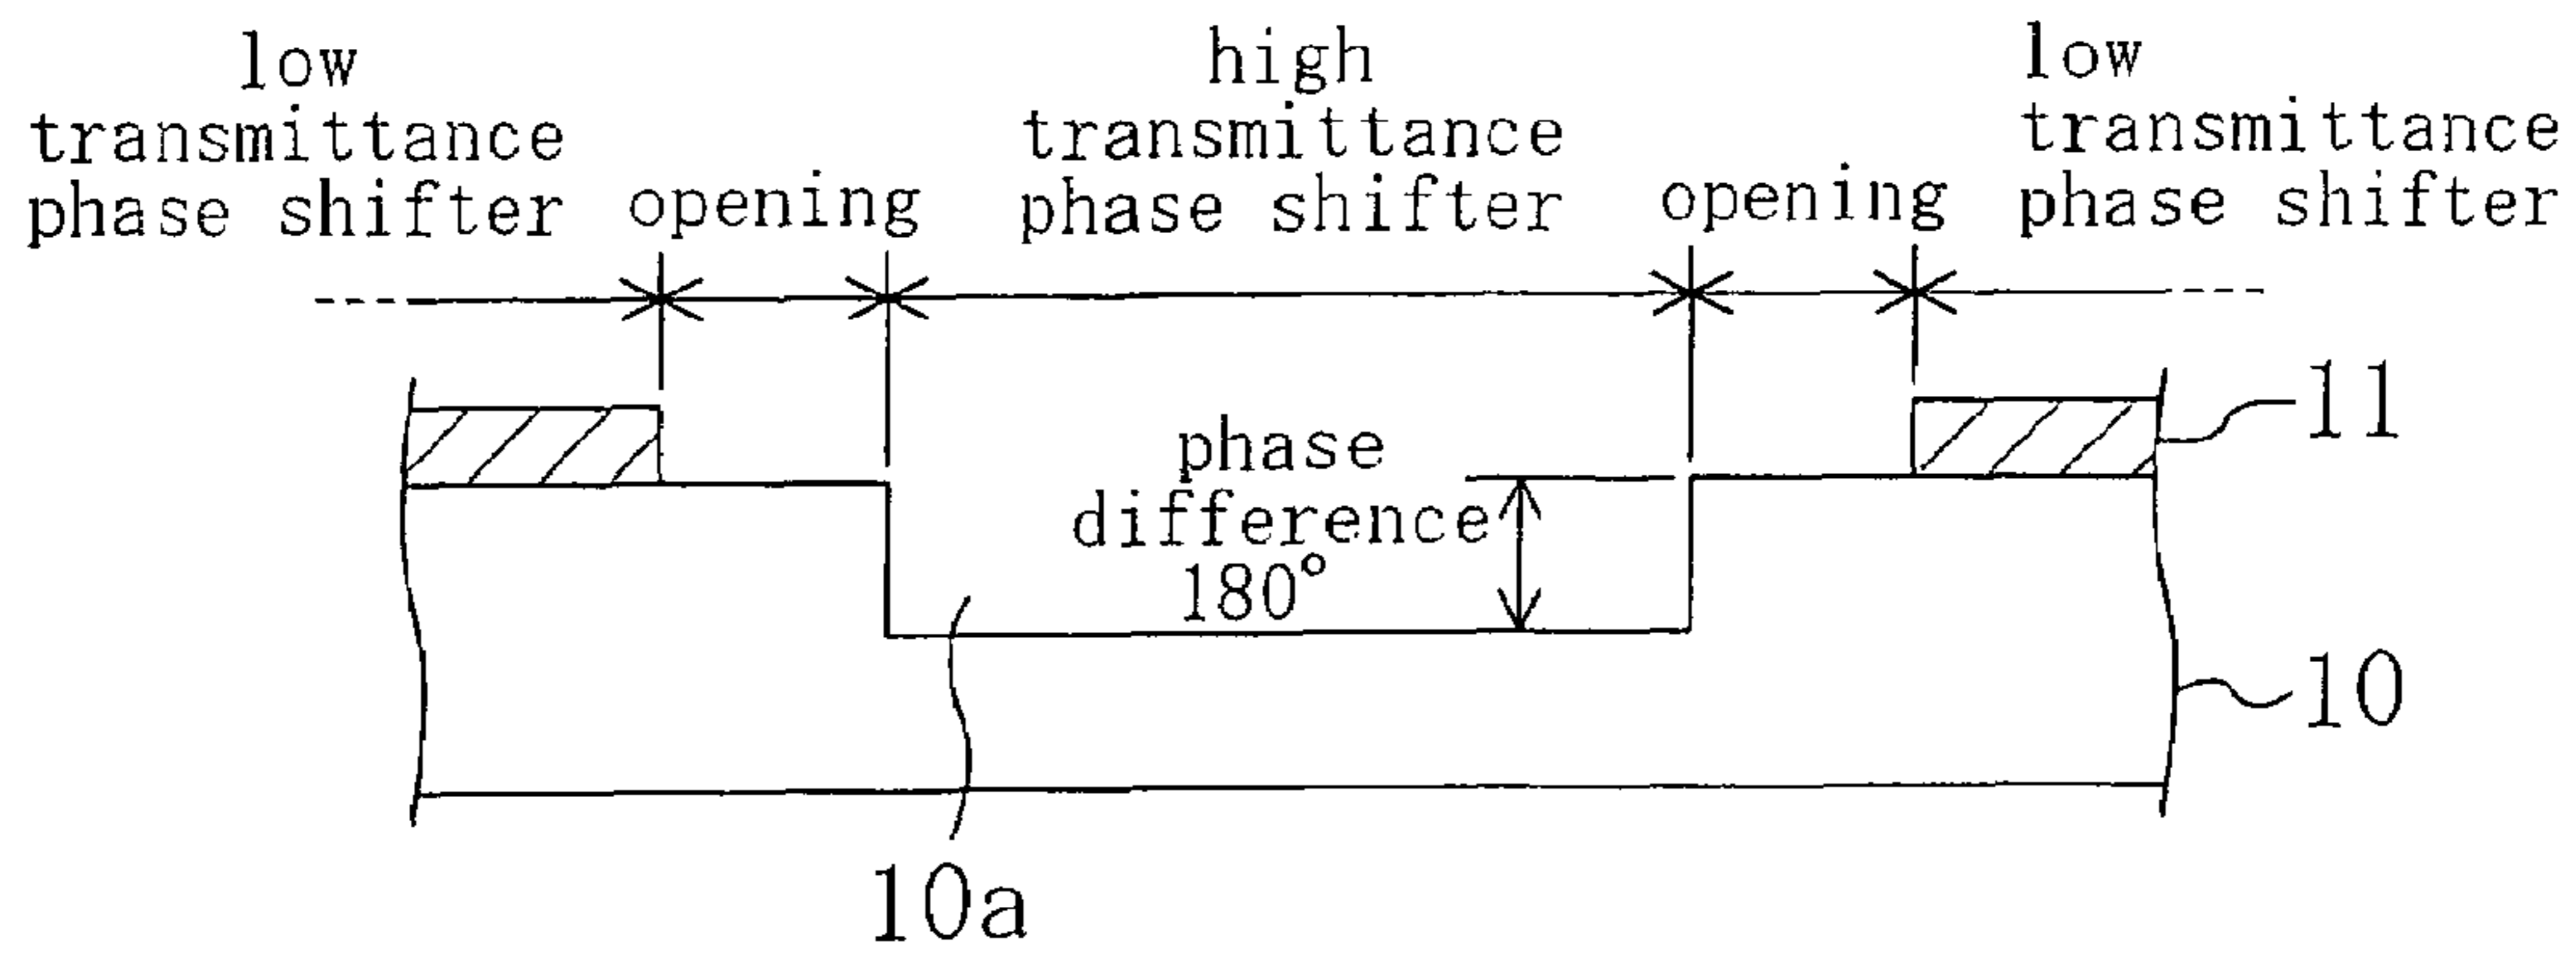 low
transmittance
phase shifter
opening
high
transmittance
phase shifter
opening
low
transmittance
phase shifter
phase
difference
180°
11
10
10a